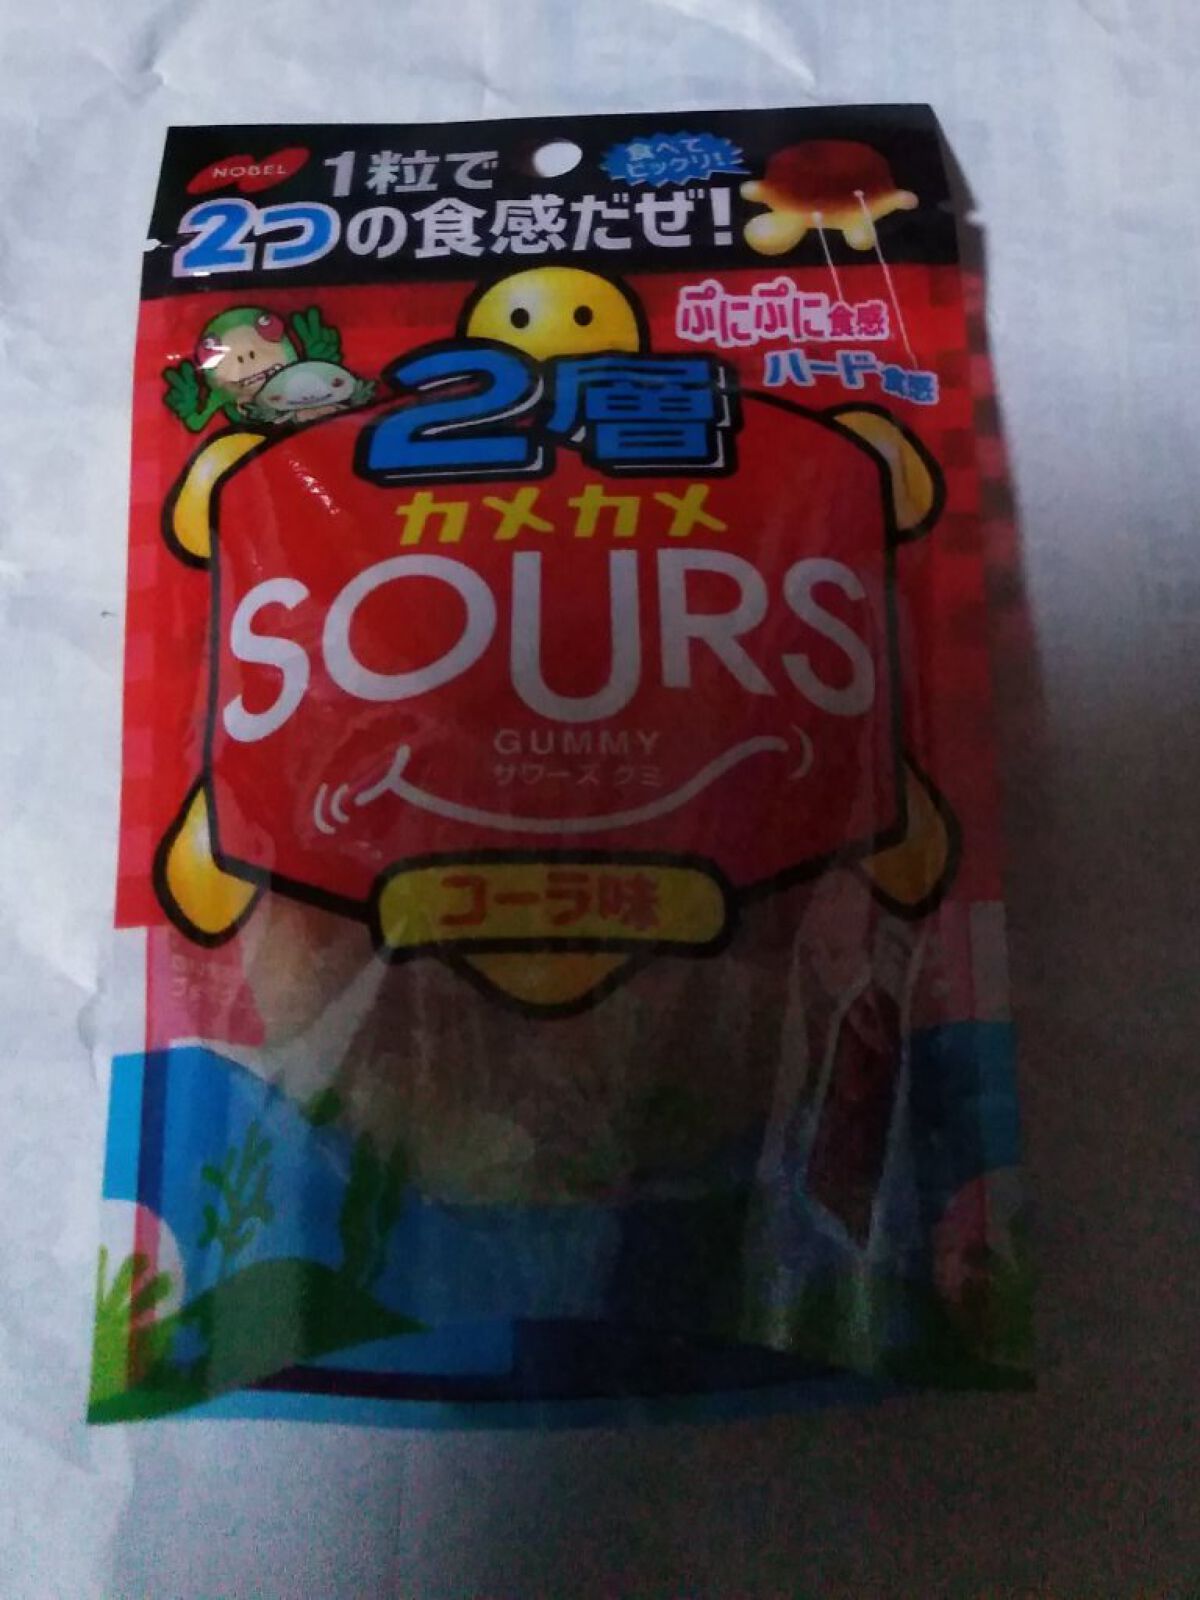 NOBEL
1粒で
2つの食感だぜ!
食べて
ビックリ!
ぷにぷに食感
ハード食感
2層
カメカメ
SOURS
GUMMY
サワーズ グミ
コーラ味